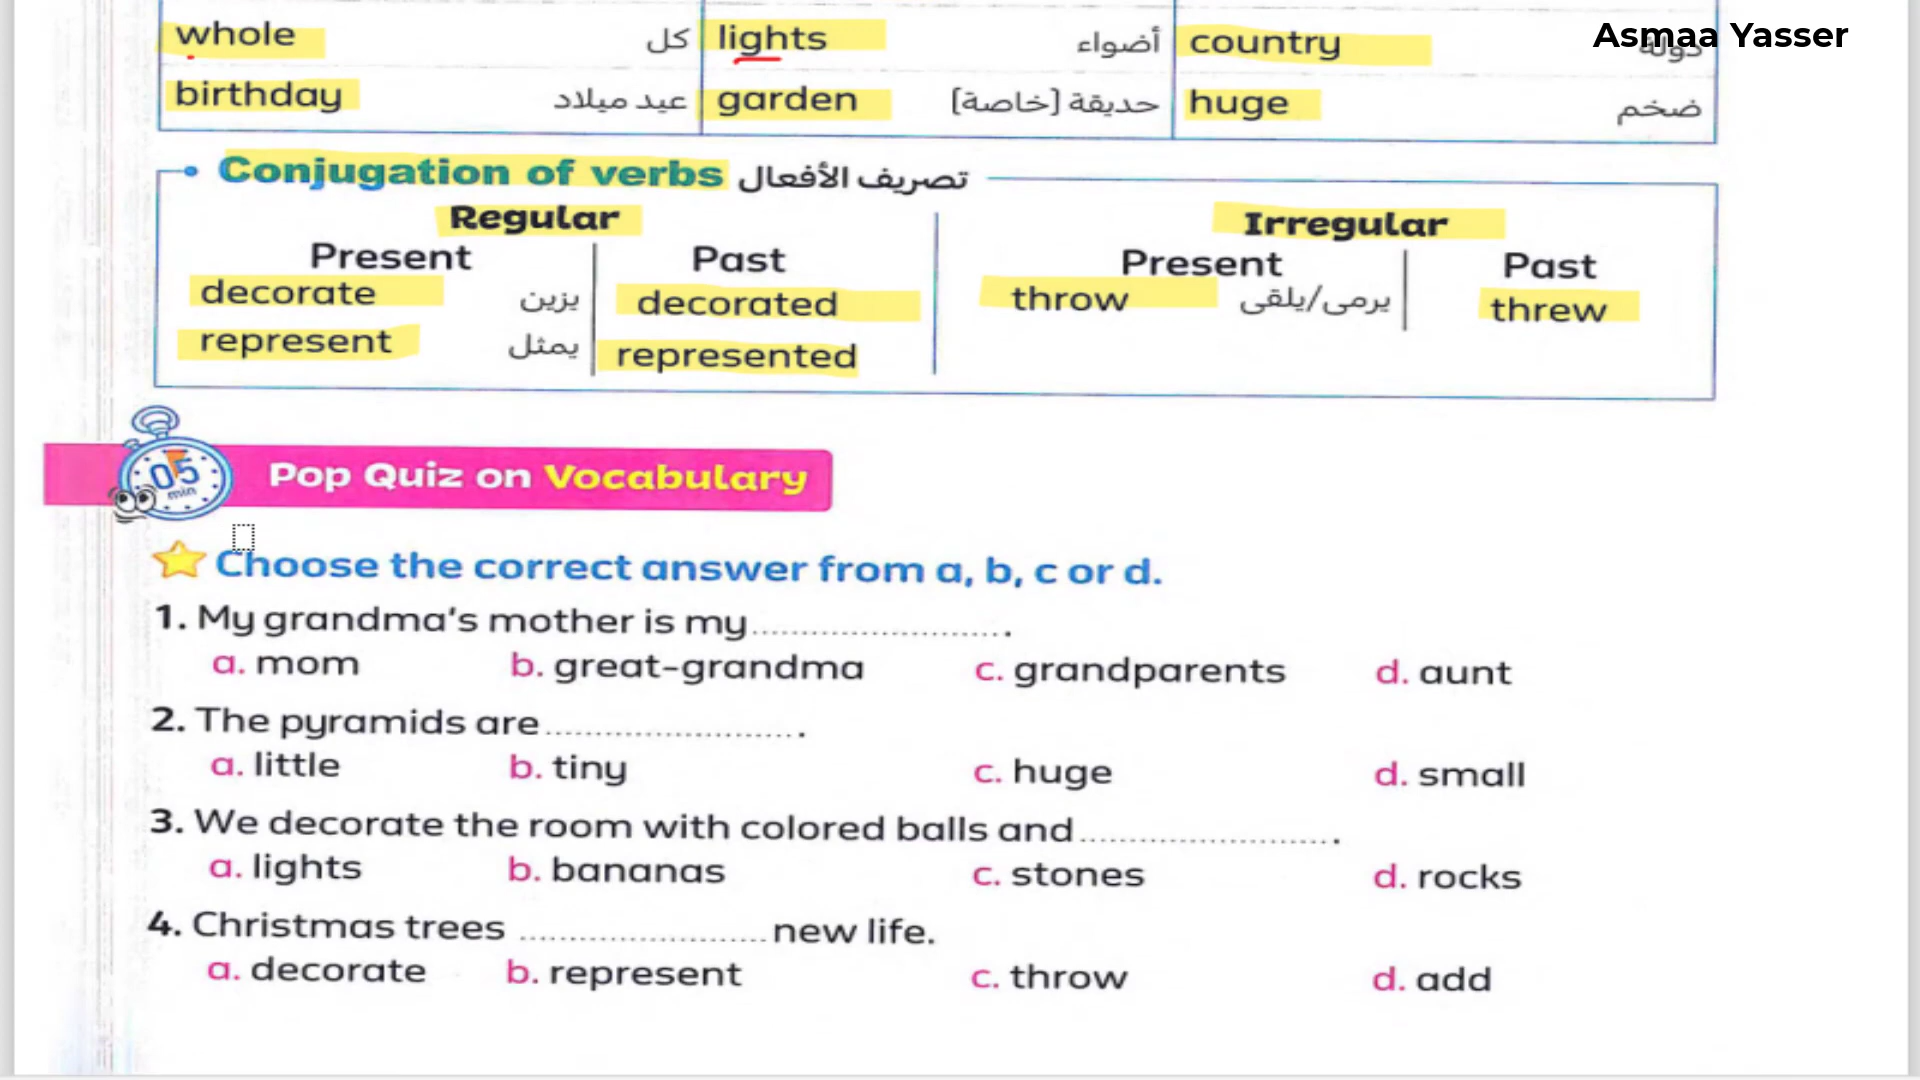 Asmaa Yasser
whole كل lights أضواء country دولة
birthday عيد ميلاد garden حديقة [خاصة] huge ضخم
Conjugation of verbs تصريف الأفعال
Regular Irregular
Present Past Present Past
decorate يزين decorated throw يرمى/يلقى threw
represent يمثل represented
05 min
Pop Quiz on Vocabulary
Choose the correct answer from a, b, c or d.
1. My grandma's mother is my ........................ .
a. mom b. great-grandma c. grandparents d. aunt
2. The pyramids are ........................ .
a. little b. tiny c. huge d. small
3. We decorate the room with colored balls and ........................ .
a. lights b. bananas c. stones d. rocks
4. Christmas trees ........................ new life.
a. decorate b. represent c. throw d. add